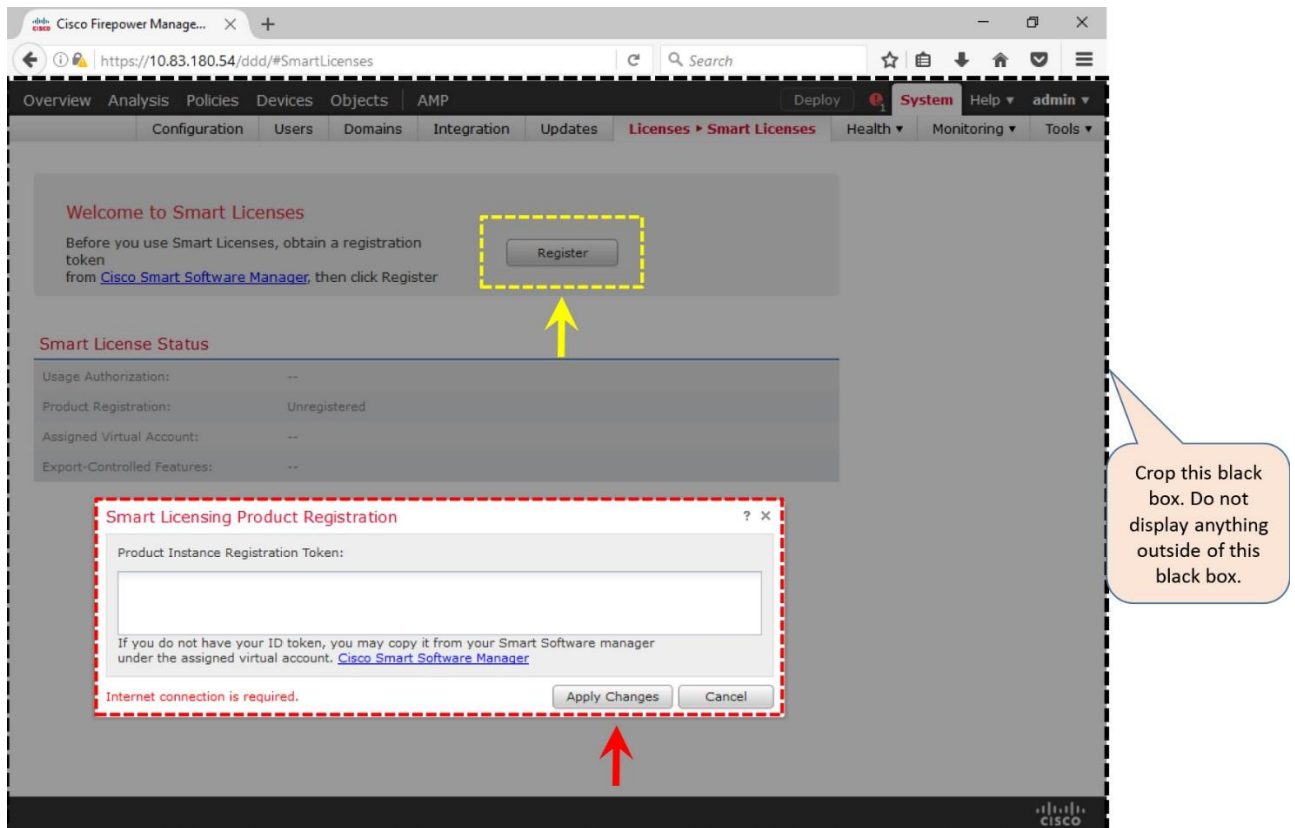 Cisco Firepower Manage...
https://10.83.180.54/ddd/#SmartLicenses
Search
Overview Analysis Policies Devices Objects AMP Deploy 1 System Help admin
Configuration Users Domains Integration Updates Licenses Smart Licenses Health Monitoring Tools
Welcome to Smart Licenses
Before you use Smart Licenses, obtain a registration
token
from Cisco Smart Software Manager, then click Register
Register
Smart License Status
Usage Authorization: --
Product Registration: Unregistered
Assigned Virtual Account: --
Export-Controlled Features: --
Smart Licensing Product Registration ?
Product Instance Registration Token:
If you do not have your ID token, you may copy it from your Smart Software manager
under the assigned virtual account. Cisco Smart Software Manager
Internet connection is required. Apply Changes Cancel
cisco
Crop this black
box. Do not
display anything
outside of this
black box.